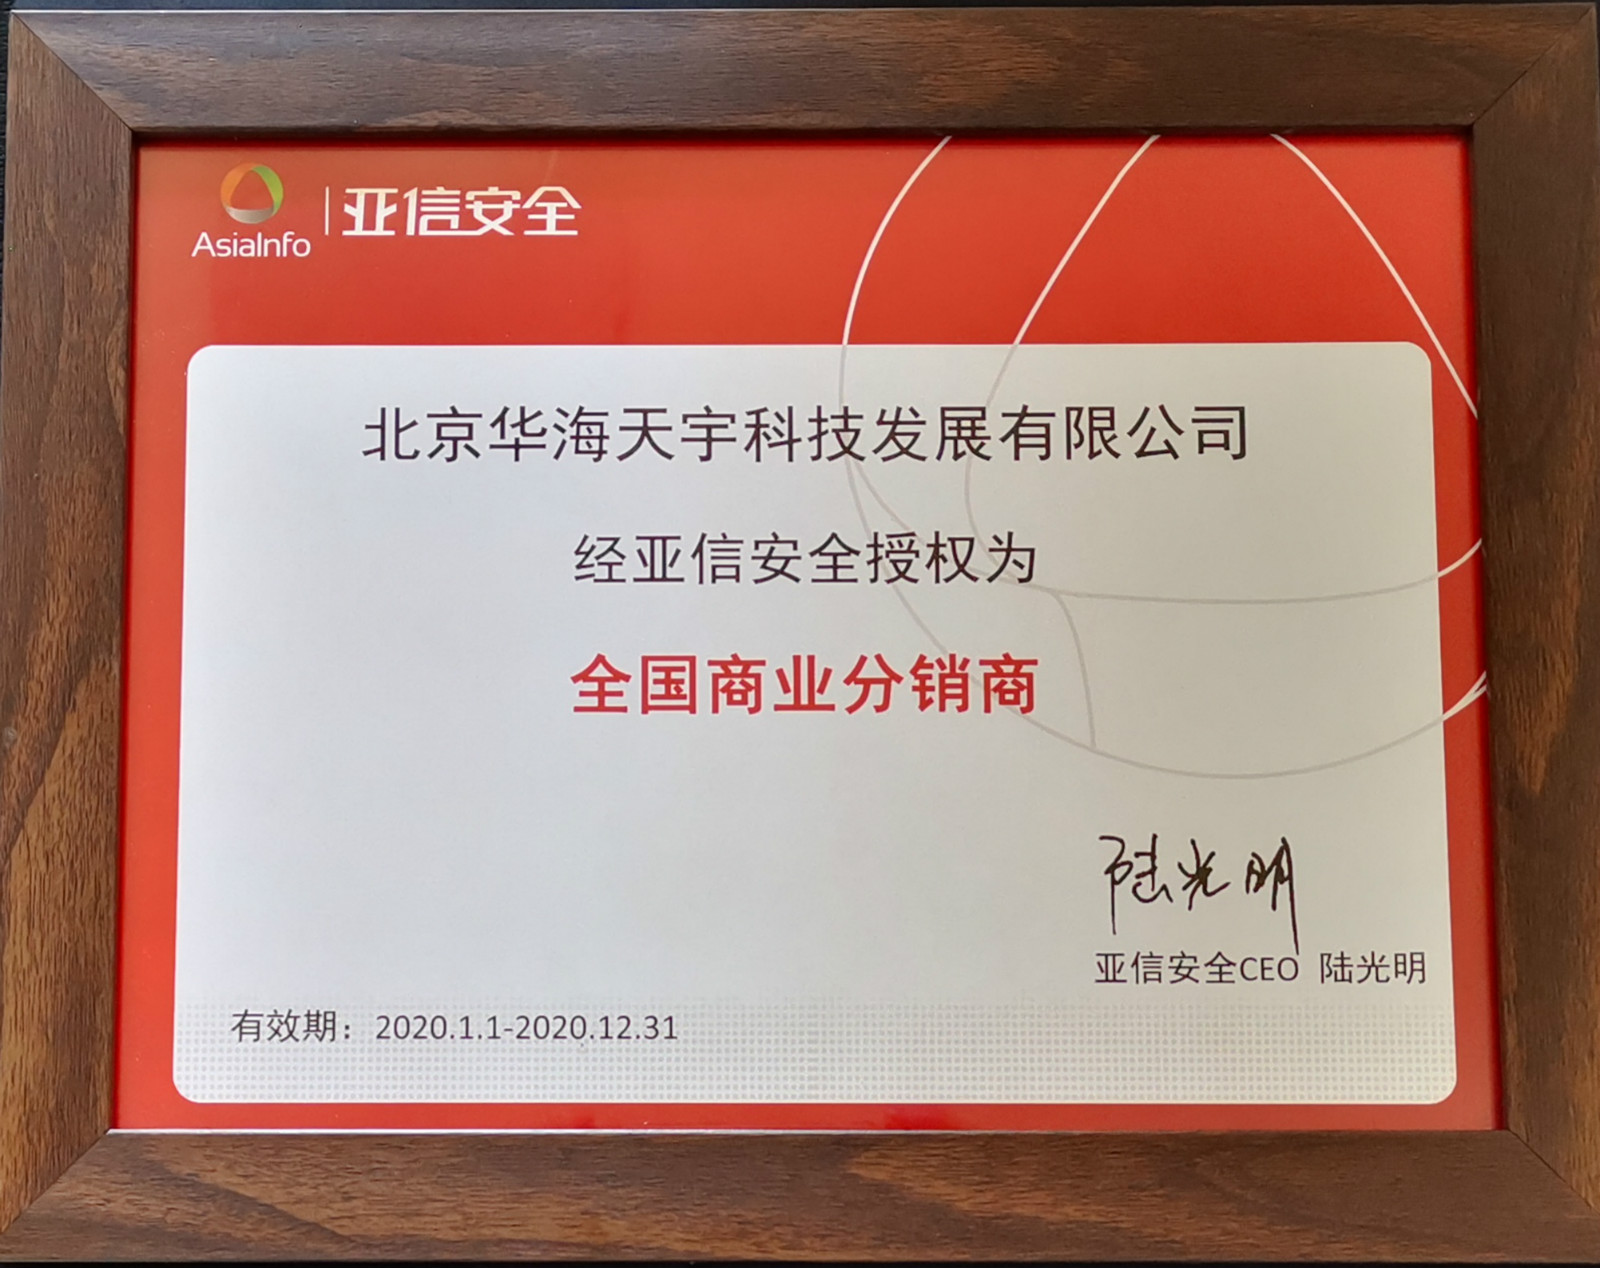 AsiaInfo | 亚信安全
北京华海天宇科技发展有限公司
经亚信安全授权为
全国商业分销商
陆光明
亚信安全CEO 陆光明
有效期：2020.1.1-2020.12.31